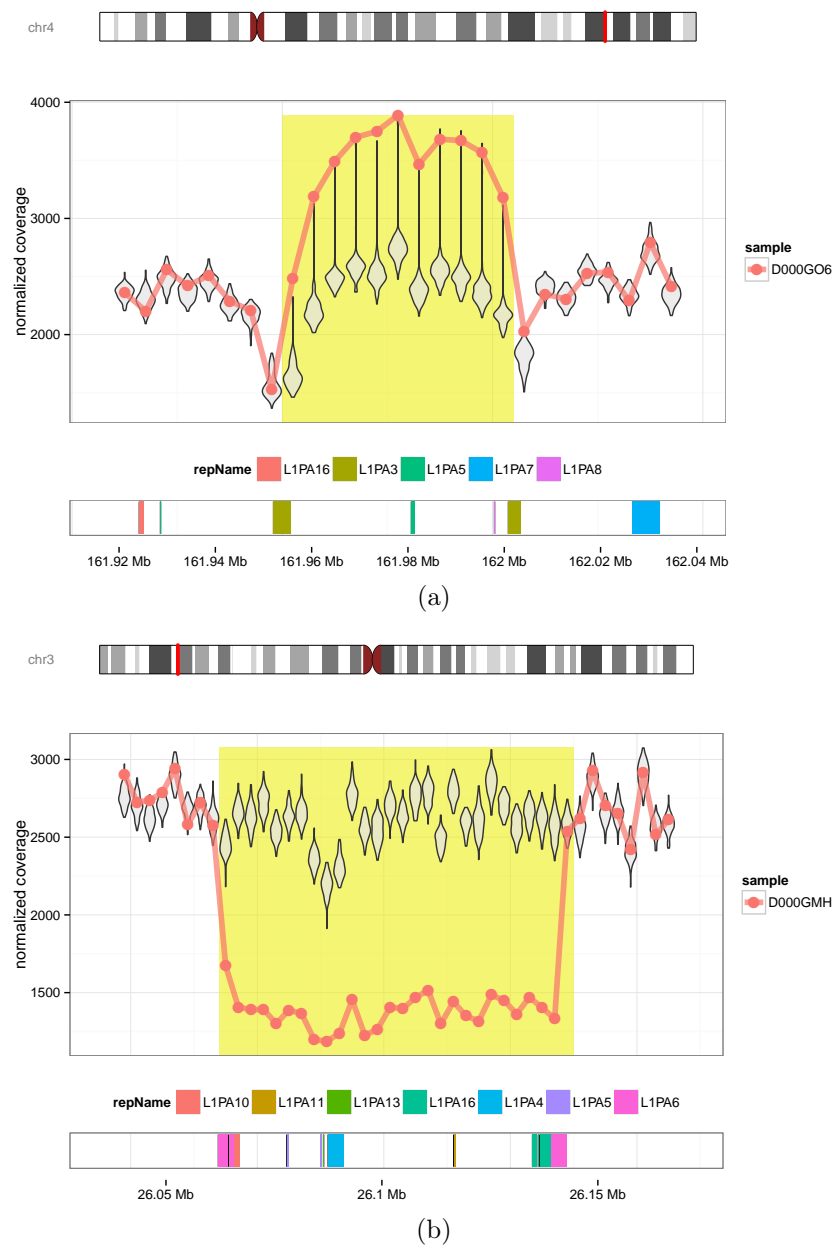 chr4
4000
3000
2000
normalized coverage
sample
D000GO6
repName L1PA16 L1PA3 L1PA5 L1PA7 L1PA8
161.92 Mb 161.94 Mb 161.96 Mb 161.98 Mb 162 Mb 162.02 Mb 162.04 Mb
(a)
chr3
3000
2500
2000
1500
normalized coverage
sample
D000GMH
repName L1PA10 L1PA11 L1PA13 L1PA16 L1PA4 L1PA5 L1PA6
26.05 Mb 26.1 Mb 26.15 Mb
(b)